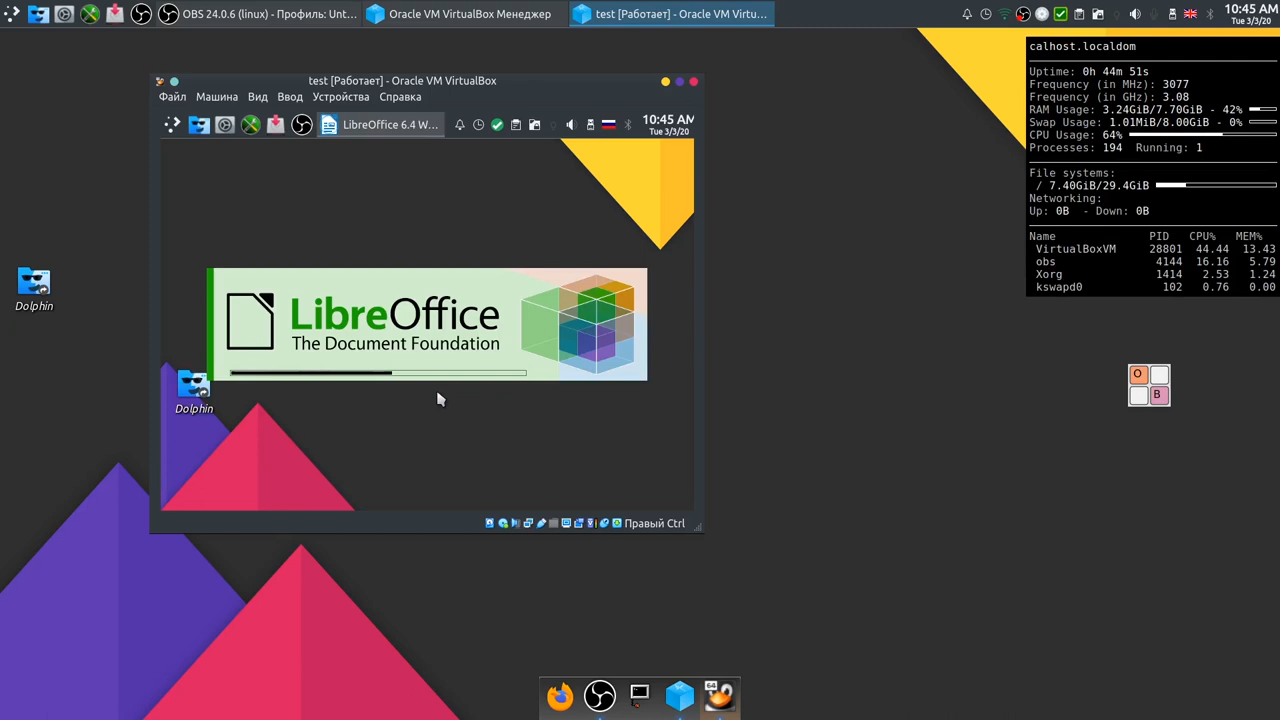 OBS 24.0.6 (linux) - Профиль: Unt...
Oracle VM VirtualBox Менеджер
test [Работает] - Oracle VM Virtu...
10:45 AM
Tue 3/3/20
calhost.localdom
Uptime: 0h 44m 51s
Frequency (in MHz): 3077
Frequency (in GHz): 3.08
RAM Usage: 3.24GiB/7.70GiB - 42%
Swap Usage: 1.01MiB/8.00GiB - 0%
CPU Usage: 64%
Processes: 194 Running: 1
File systems:
/ 7.40GiB/29.4GiB
Networking:
Up: 0B - Down: 0B
Name PID CPU% MEM%
VirtualBoxVM 28801 44.44 13.43
obs 4144 16.16 5.79
Xorg 1414 2.53 1.24
kswapd0 102 0.76 0.00
test [Работает] - Oracle VM VirtualBox
Файл Машина Вид Ввод Устройства Справка
LibreOffice 6.4 W...
10:45 AM
Tue 3/3/20
LibreOffice
The Document Foundation
Dolphin
Dolphin
Правый Ctrl
O
B
64